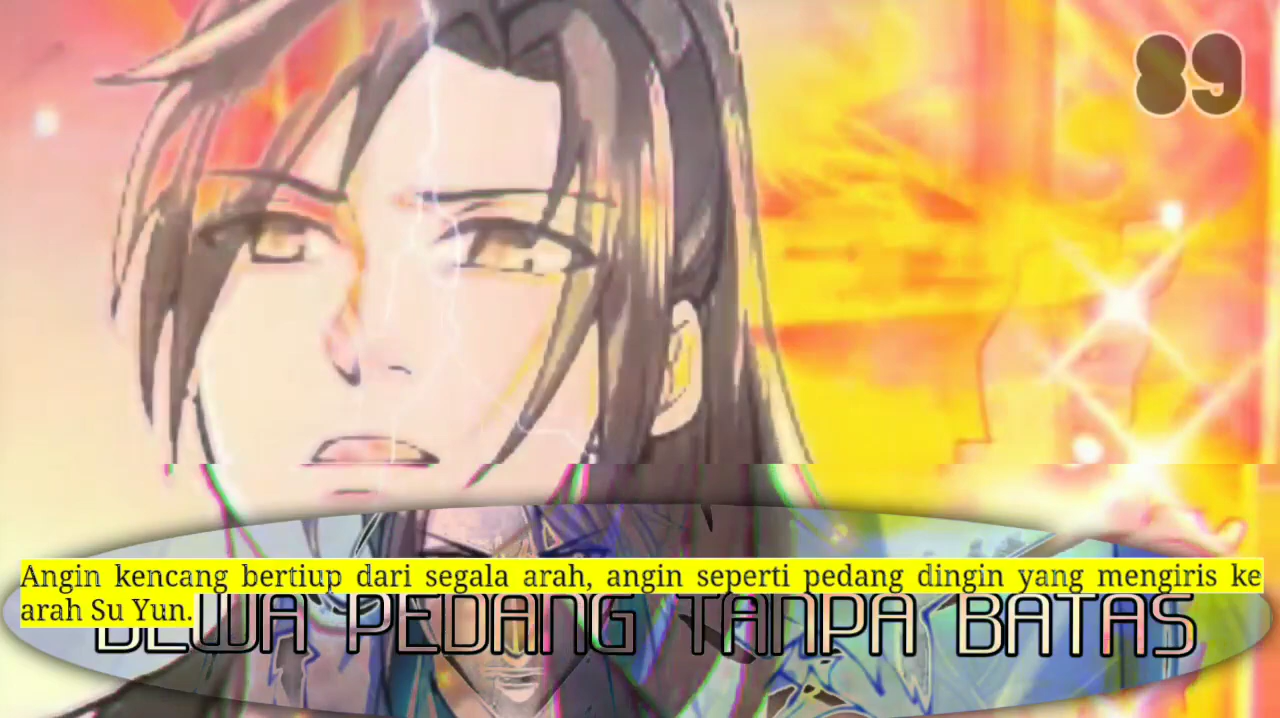 89
Angin kencang bertiup dari segala arah, angin seperti pedang dingin yang mengiris ke
arah Su Yun.
DEWA PEDANG TANPA BATAS